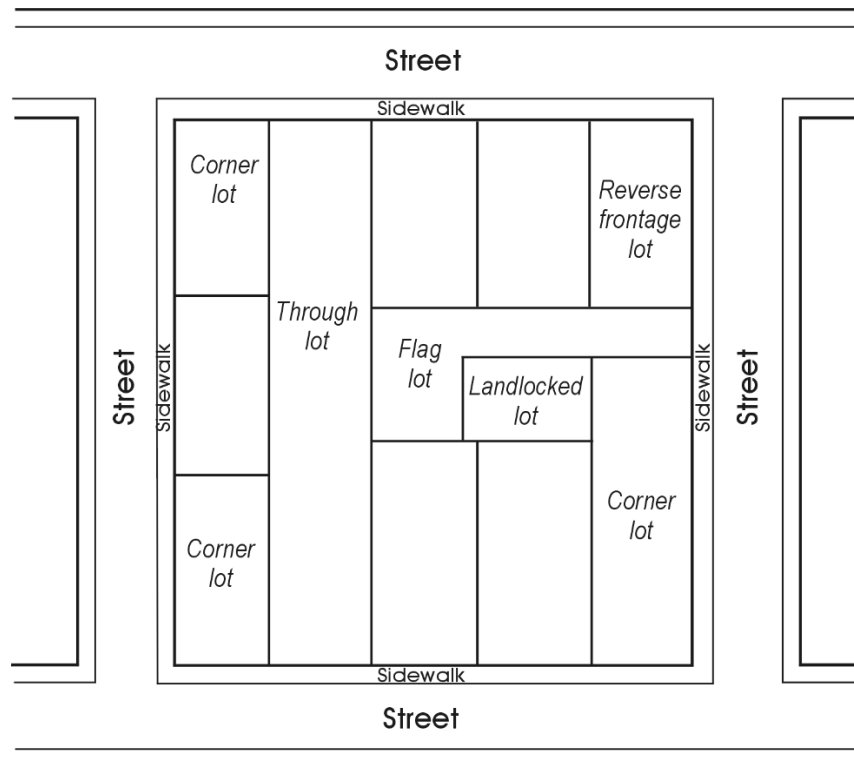 Street
Sidewalk
Corner
lot
Reverse
frontage
lot
Through
lot
Flag
lot
Landlocked
lot
Street
Sidewalk
Sidewalk
Street
Corner
lot
Corner
lot
Sidewalk
Street